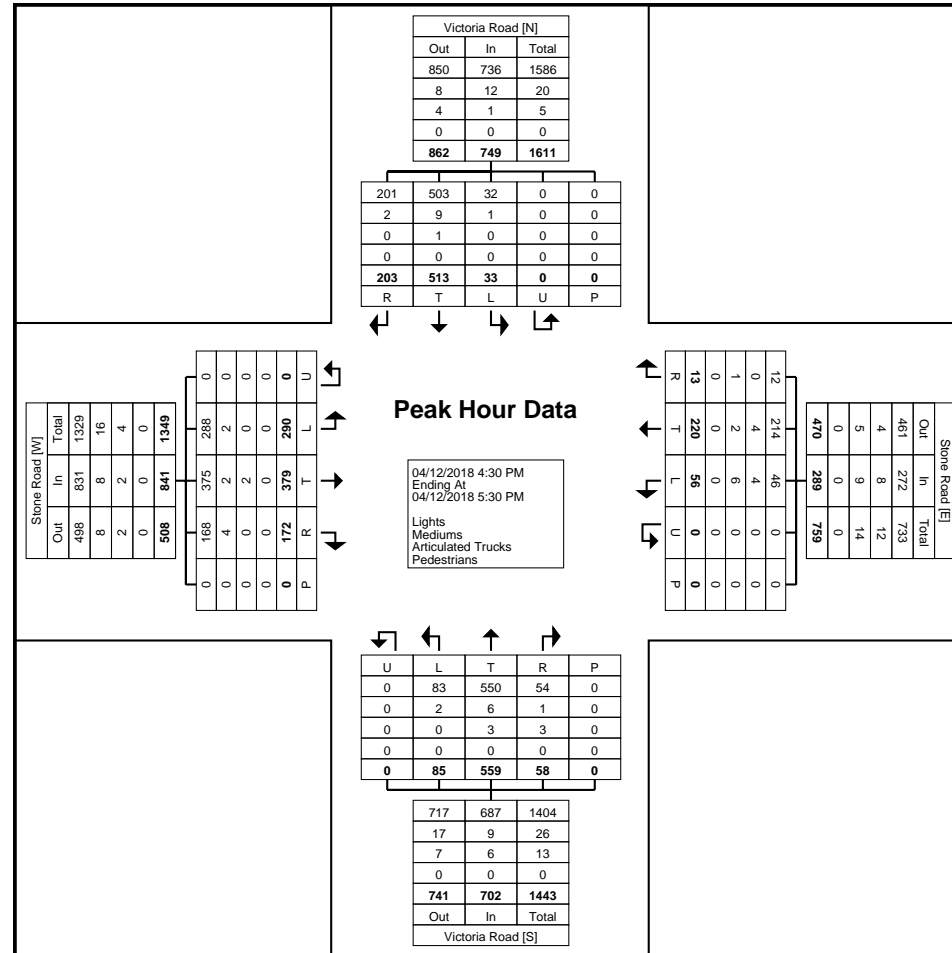 Victoria Road [N]
Out In Total
850 736 1586
8 12 20
4 1 5
0 0 0
862 749 1611
201 503 32 0 0
2 9 1 0 0
0 1 0 0 0
0 0 0 0 0
203 513 33 0 0
R T L U P
Stone Road [W]
Total 1329 16 4 0 1349
In 831 8 2 0 841
Out 498 8 2 0 508
0 0 0 0 0 U
288 2 0 0 290 L
375 2 2 0 379 T
168 4 0 0 172 R
0 0 0 0 0 P
Peak Hour Data
04/12/2018 4:30 PM
Ending At
04/12/2018 5:30 PM
Lights
Mediums
Articulated Trucks
Pedestrians
R 13 0 1 0 12
T 220 0 2 4 214
L 56 0 6 4 46
U 0 0 0 0 0
P 0 0 0 0 0
470 0 5 4 461 Out
289 0 9 8 272 In
759 0 14 12 733 Total
Stone Road [E]
U L T R P
0 83 550 54 0
0 2 6 1 0
0 0 3 3 0
0 0 0 0 0
0 85 559 58 0
717 687 1404
17 9 26
7 6 13
0 0 0
741 702 1443
Out In Total
Victoria Road [S]